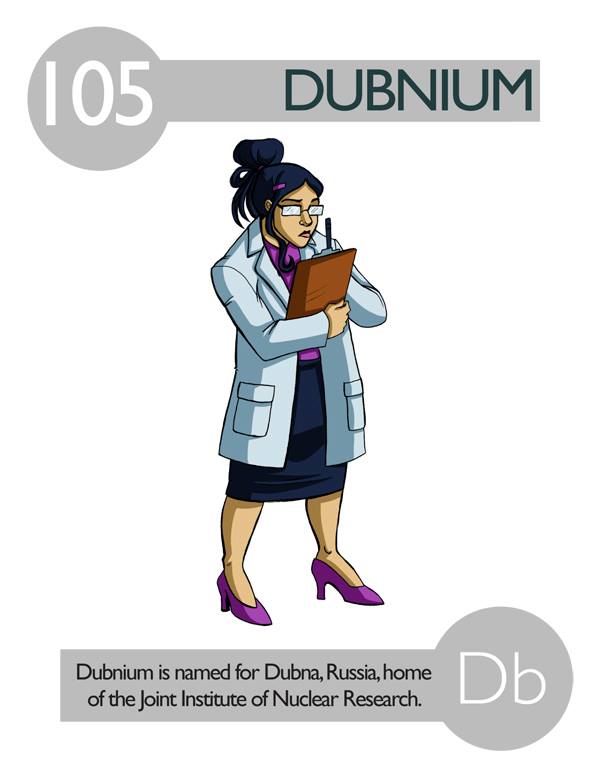 105
DUBNIUM
Dubnium is named for Dubna, Russia, home
of the Joint Institute of Nuclear Research.
Db